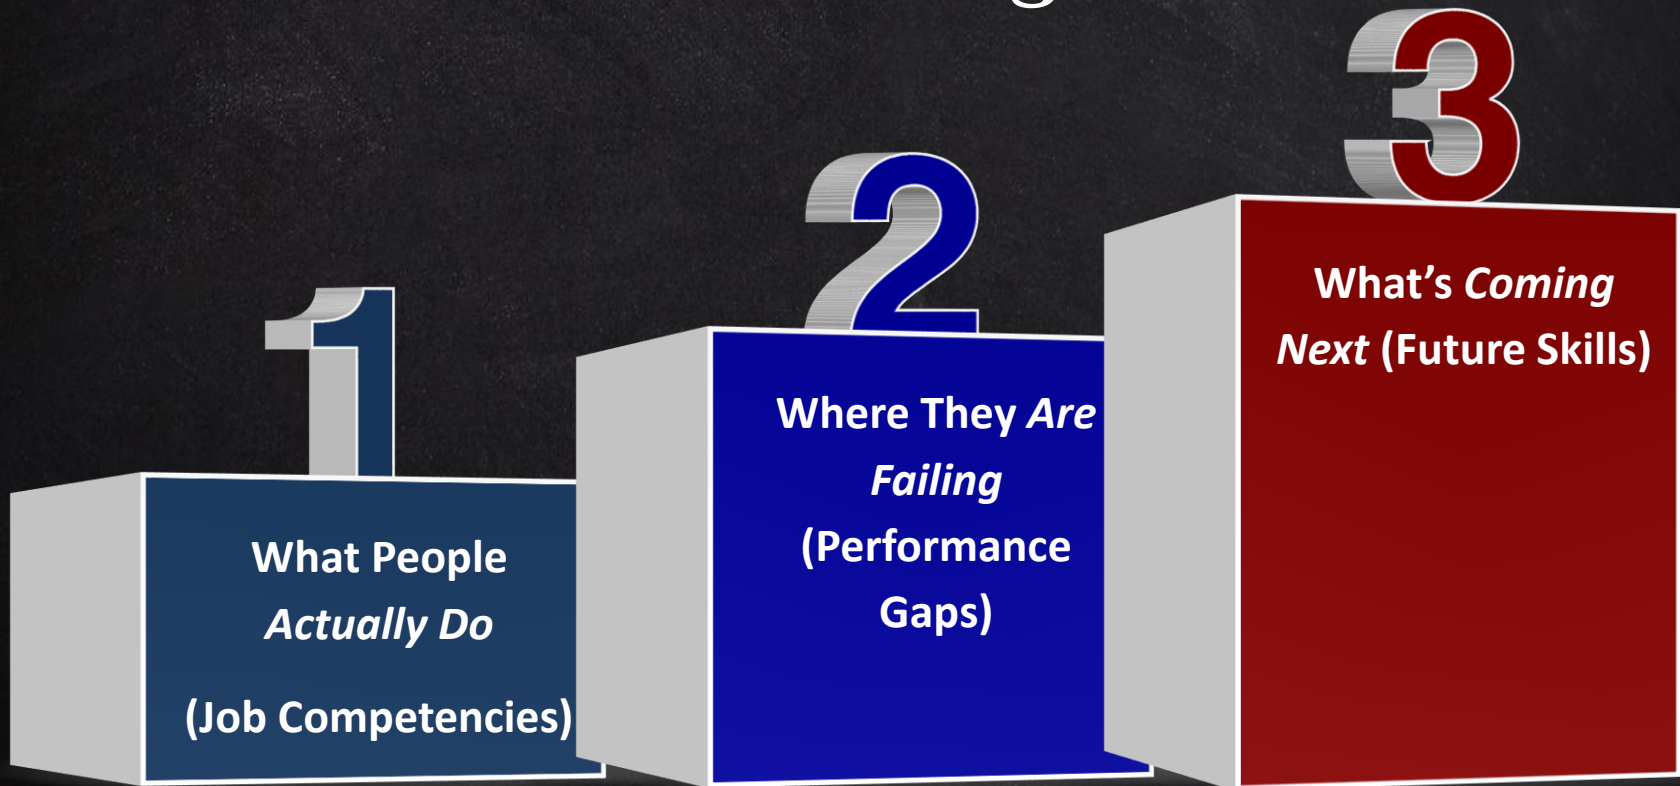 1
What People
Actually Do
(Job Competencies)
2
Where They Are
Failing
(Performance
Gaps)
3
What’s Coming
Next (Future Skills)